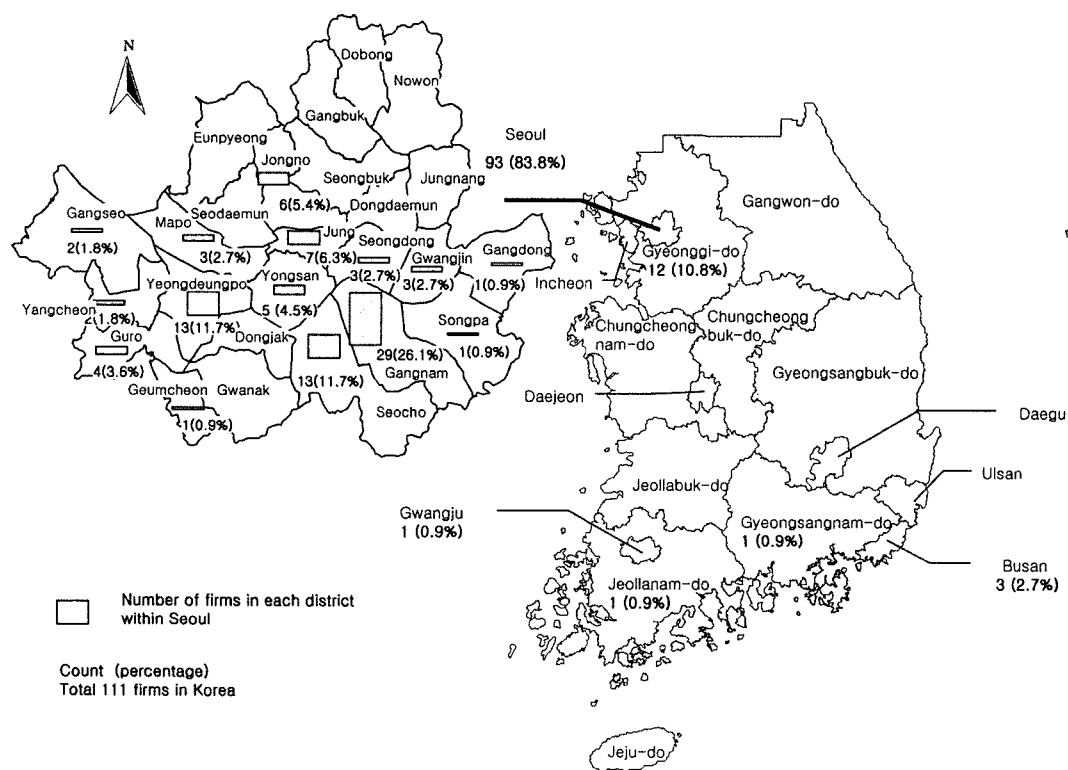 N
Dobong
Nowon
Gangbuk
Eunpyeong
Jongno
Seongbuk
Jungnang
6(5.4%)
Dongdaemun
Gangseo
2(1.8%)
Mapo
Seodaemun
3(2.7%)
Jung
7(6.3%)
Seongdong
3(2.7%)
Gwangjin
3(2.7%)
Gangdong
1(0.9%)
Yeongdeungpo
13(11.7%)
Yongsan
5 (4.5%)
Yangcheon
2(1.8%)
Guro
4(3.6%)
Dongjak
13(11.7%)
29(26.1%)
Gangnam
Songpa
1(0.9%)
Geumcheon
1(0.9%)
Gwanak
Seocho
Seoul
93 (83.8%)
Gangwon-do
Gyeonggi-do
12 (10.8%)
Incheon
Chungcheong
nam-do
Chungcheong
buk-do
Gyeongsangbuk-do
Daejeon
Daegu
Ulsan
Jeollabuk-do
Gwangju
1 (0.9%)
Gyeongsangnam-do
1 (0.9%)
Busan
3 (2.7%)
Jeollanam-do
1 (0.9%)
Jeju-do
Number of firms in each district
within Seoul
Count (percentage)
Total 111 firms in Korea